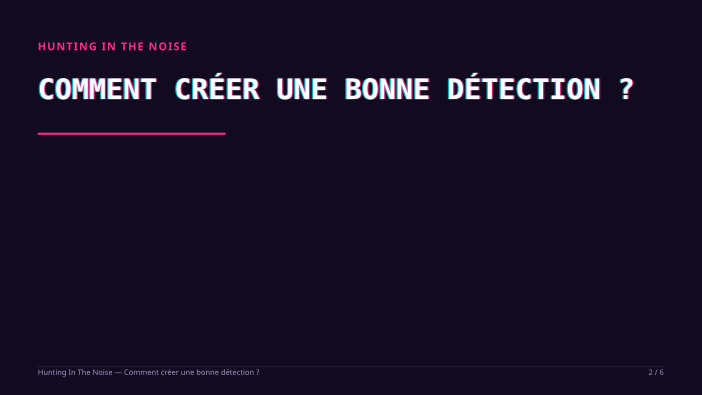 HUNTING IN THE NOISE
COMMENT CRÉER UNE BONNE DÉTECTION ?
Hunting In The Noise — Comment créer une bonne détection ?
2 / 6